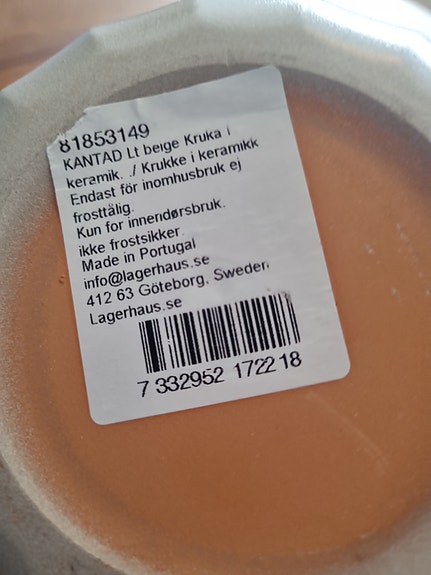 81853149
KANTAD Lt beige Kruka i
keramik. ./ Krukke i keramikk
Endast för inomhusbruk ej
frosttålig.
Kun for innendørsbruk.
ikke frostsikker.
Made in Portugal
info@lagerhaus.se
412 63 Göteborg, Sweden
Lagerhaus.se
7 332952 172218